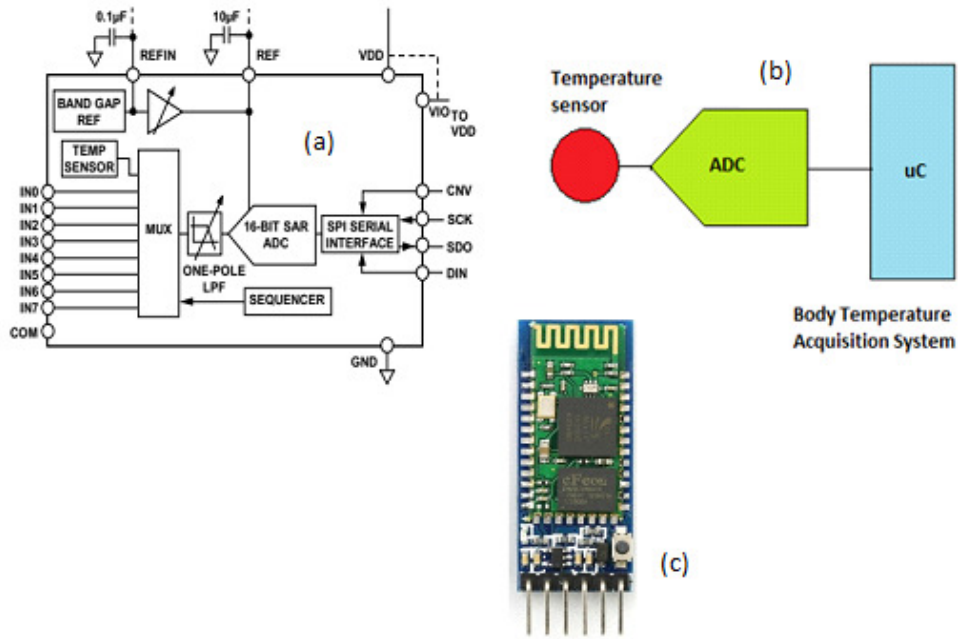 0.1µF
10µF
REFIN
REF
VDD
BAND GAP
REF
VIO TO
VDD
(a)
TEMP
SENSOR
IN0
IN1
IN2
IN3
IN4
IN5
IN6
IN7
COM
MUX
ONE-POLE
LPF
16-BIT SAR
ADC
SPI SERIAL
INTERFACE
SEQUENCER
CNV
SCK
SDO
DIN
GND
(b)
Temperature
sensor
ADC
uC
Body Temperature
Acquisition System
cFeon
(c)